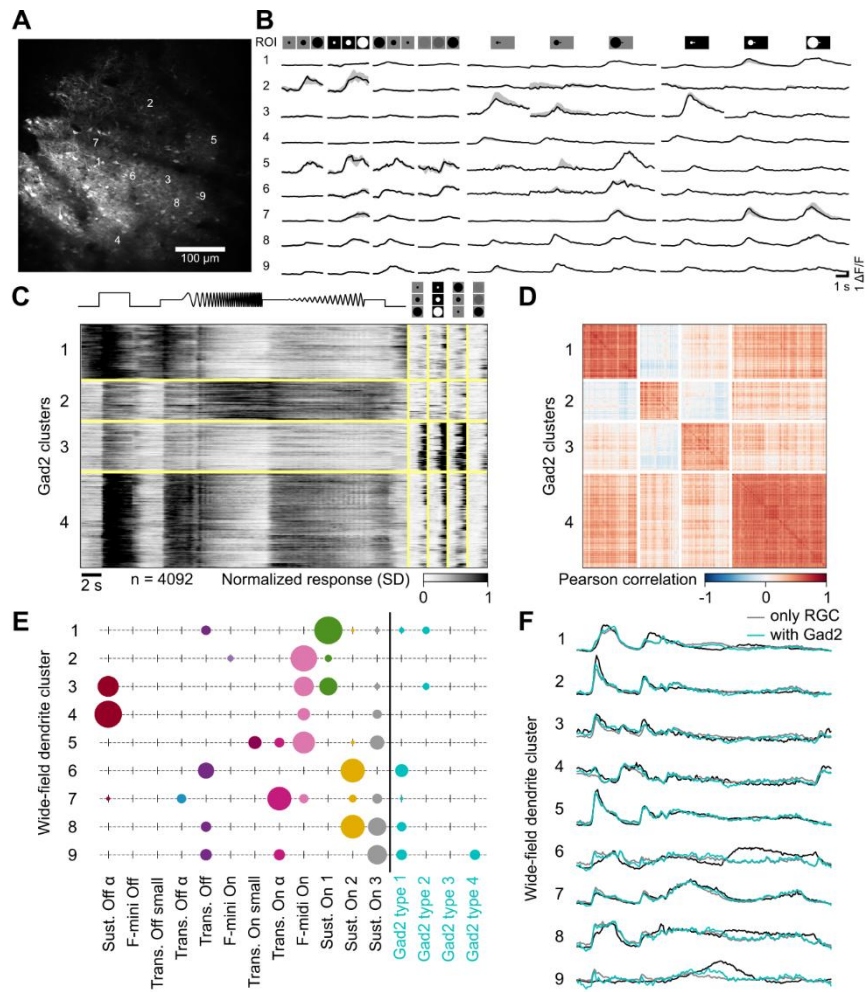 A
2
7
5
1
6
3
9
8
4
100 µm
B
ROI
1
2
3
4
5
6
7
8
9
1 s
1 ΔF/F
C
Gad2 clusters
1
2
3
4
2 s
n = 4092
Normalized response (SD)
0
1
D
1
2
3
4
Pearson correlation
-1
0
1
E
Wide-field dendrite cluster
1
2
3
4
5
6
7
8
9
Sust. Off α
F-mini Off
Trans. Off small
Trans. Off α
Trans. Off
F-mini On
Trans. On small
Trans. On α
F-midi On
Sust. On 1
Sust. On 2
Sust. On 3
Gad2 type 1
Gad2 type 2
Gad2 type 3
Gad2 type 4
F
only RGC
with Gad2
Wide-field dendrite cluster
1
2
3
4
5
6
7
8
9